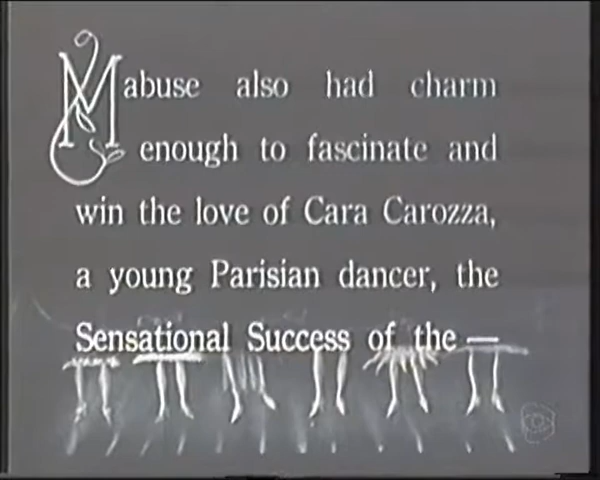 Mabuse also had charm
enough to fascinate and
win the love of Cara Carozza,
a young Parisian dancer, the
Sensational Success of the —